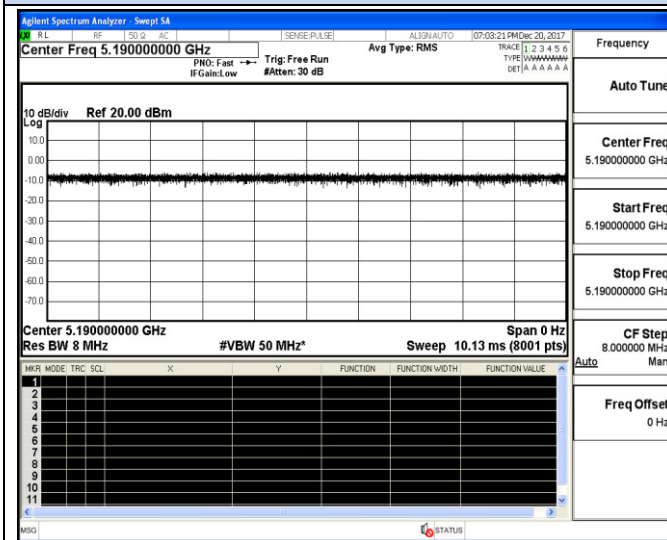 Agilent Spectrum Analyzer - Swept SA
RL RF 50 Ω AC SENSE:PULSE ALIGNAUTO 07:03:21 PM Dec 20, 2017
Center Freq 5.190000000 GHz Avg Type: RMS TRACE 1 2 3 4 5 6
PNO: Fast Trig: Free Run TYPE WWWWWW
IFGain:Low #Atten: 30 dB DET A A A A A A
10 dB/div Ref 20.00 dBm
Log
10.0
0.00
-10.0
-20.0
-30.0
-40.0
-50.0
-60.0
-70.0
Center 5.190000000 GHz Span 0 Hz
Res BW 8 MHz #VBW 50 MHz* Sweep 10.13 ms (8001 pts)
MKR MODE TRC SCL X Y FUNCTION FUNCTION WIDTH FUNCTION VALUE
1
2
3
4
5
6
7
8
9
10
11
MSG STATUS
Frequency
Auto Tune
Center Freq
5.190000000 GHz
Start Freq
5.190000000 GHz
Stop Freq
5.190000000 GHz
CF Step
8.000000 MHz
Auto Man
Freq Offset
0 Hz